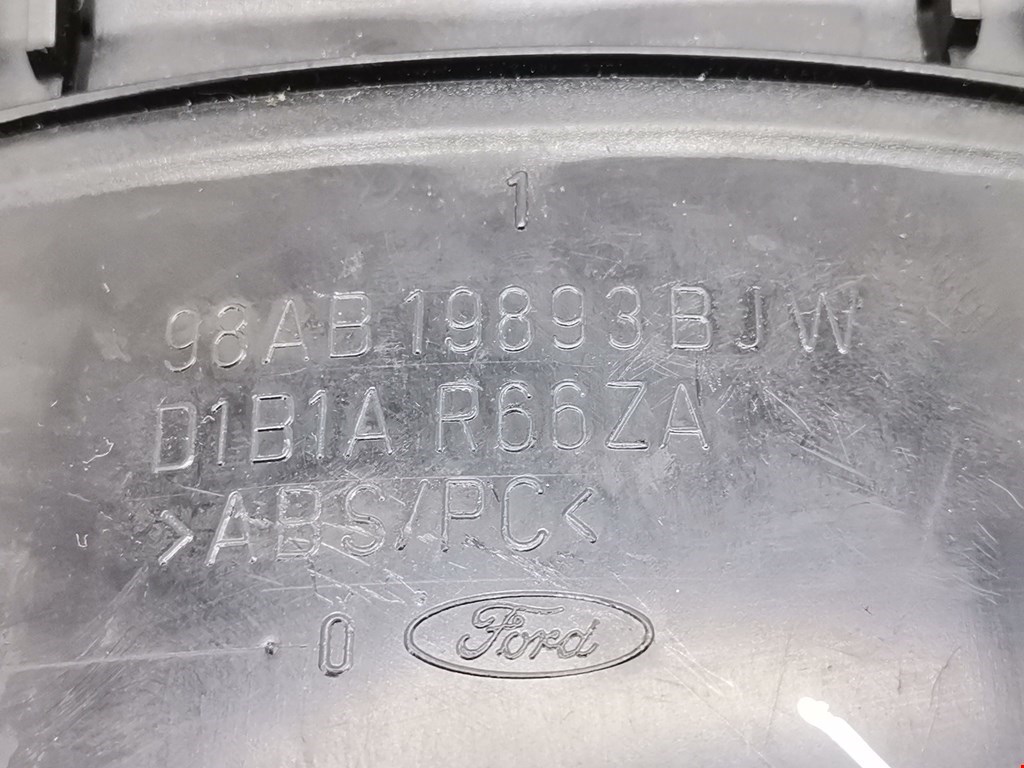 1
98AB 19893 BJW
D1B1A R66ZA
>ABS/PC<
0 Ford